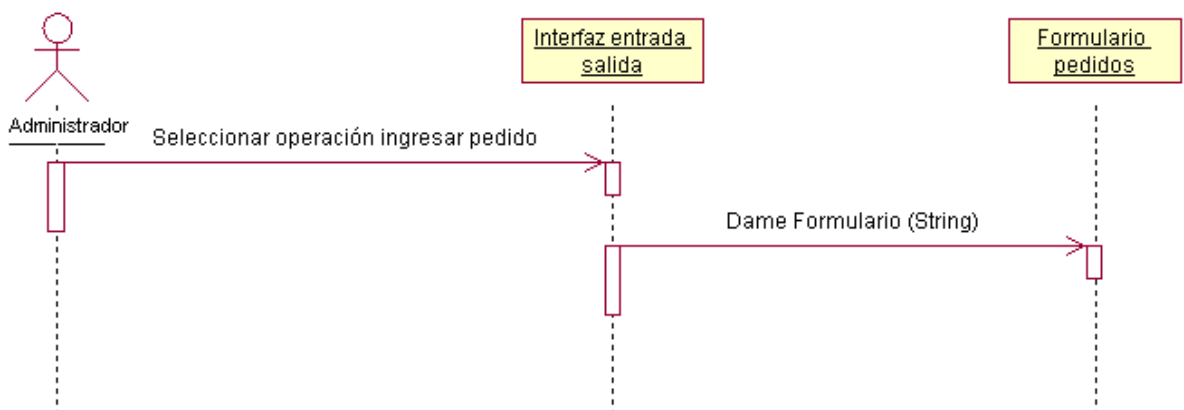 Interfaz entrada
salida
Formulario
pedidos
Administrador
Seleccionar operación ingresar pedido
Dame Formulario (String)